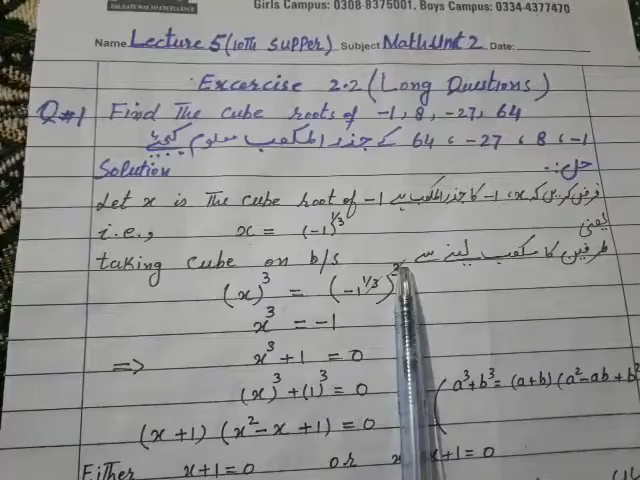 THE GATE WAY TO EXCELLENCE
Girls Campus: 0308-8375001, Boys Campus: 0334-4377470
Name Lecture 5 (10TH SUPPER) Subject Math Unit 2 Date:
Excercise 2.2 (Long Questions)
Q#1 Find The Cube roots of -1, 8, -27, 64
-1 ، 8 ، -27 ، 64 کے جذر المکعب معلوم کیجئے
Solution حل:
Let x is The Cube root of -1 فرض کریں کہ x، -1 کا جذر المکعب ہے
i.e., x = (-1)^{1/3} یعنی
taking Cube on b/s طرفین کا مکعب لینے سے
(x)^3 = (-1^{1/3})^3
x^3 = -1
=> x^3 + 1 = 0
(x)^3 + (1)^3 = 0 (a^3+b^3 = (a+b)(a^2-ab+b^2
(x+1) (x^2-x+1) = 0
Either x+1=0 or x+1=0